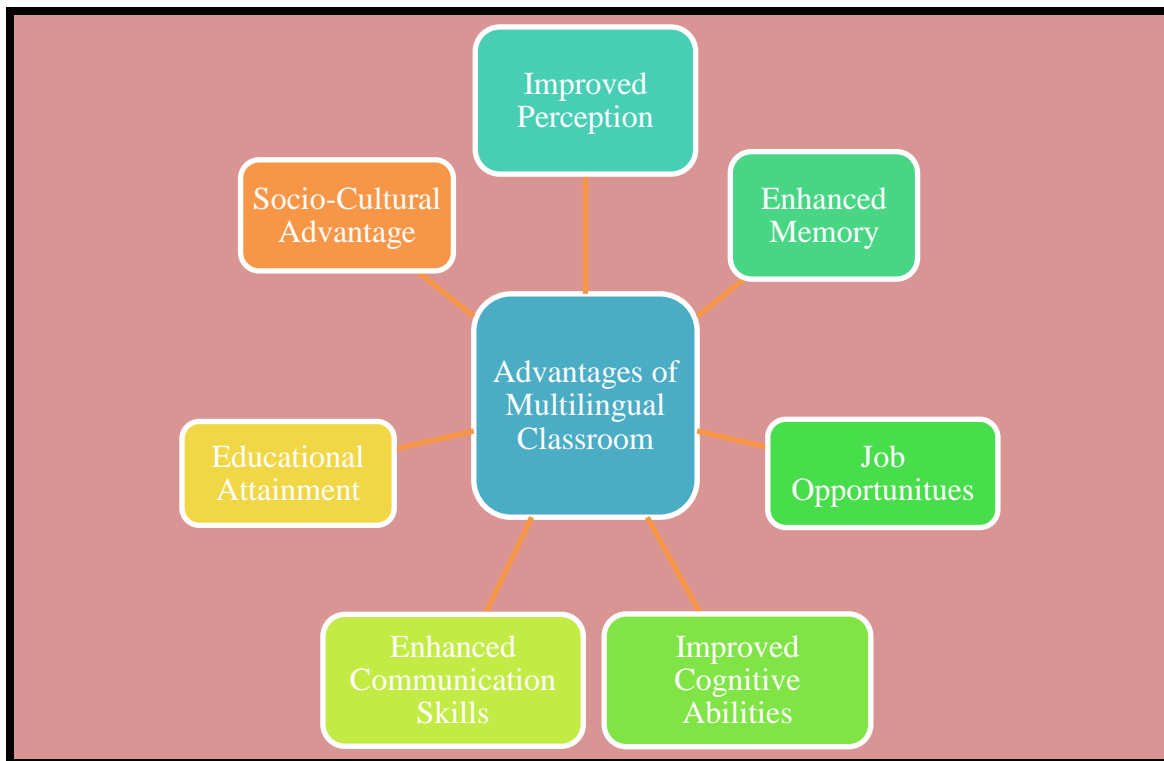 Improved
Perception
Enhanced
Memory
Job
Opportunitues
Improved
Cognitive
Abilities
Enhanced
Communication
Skills
Educational
Attainment
Socio-Cultural
Advantage
Advantages of
Multilingual
Classroom